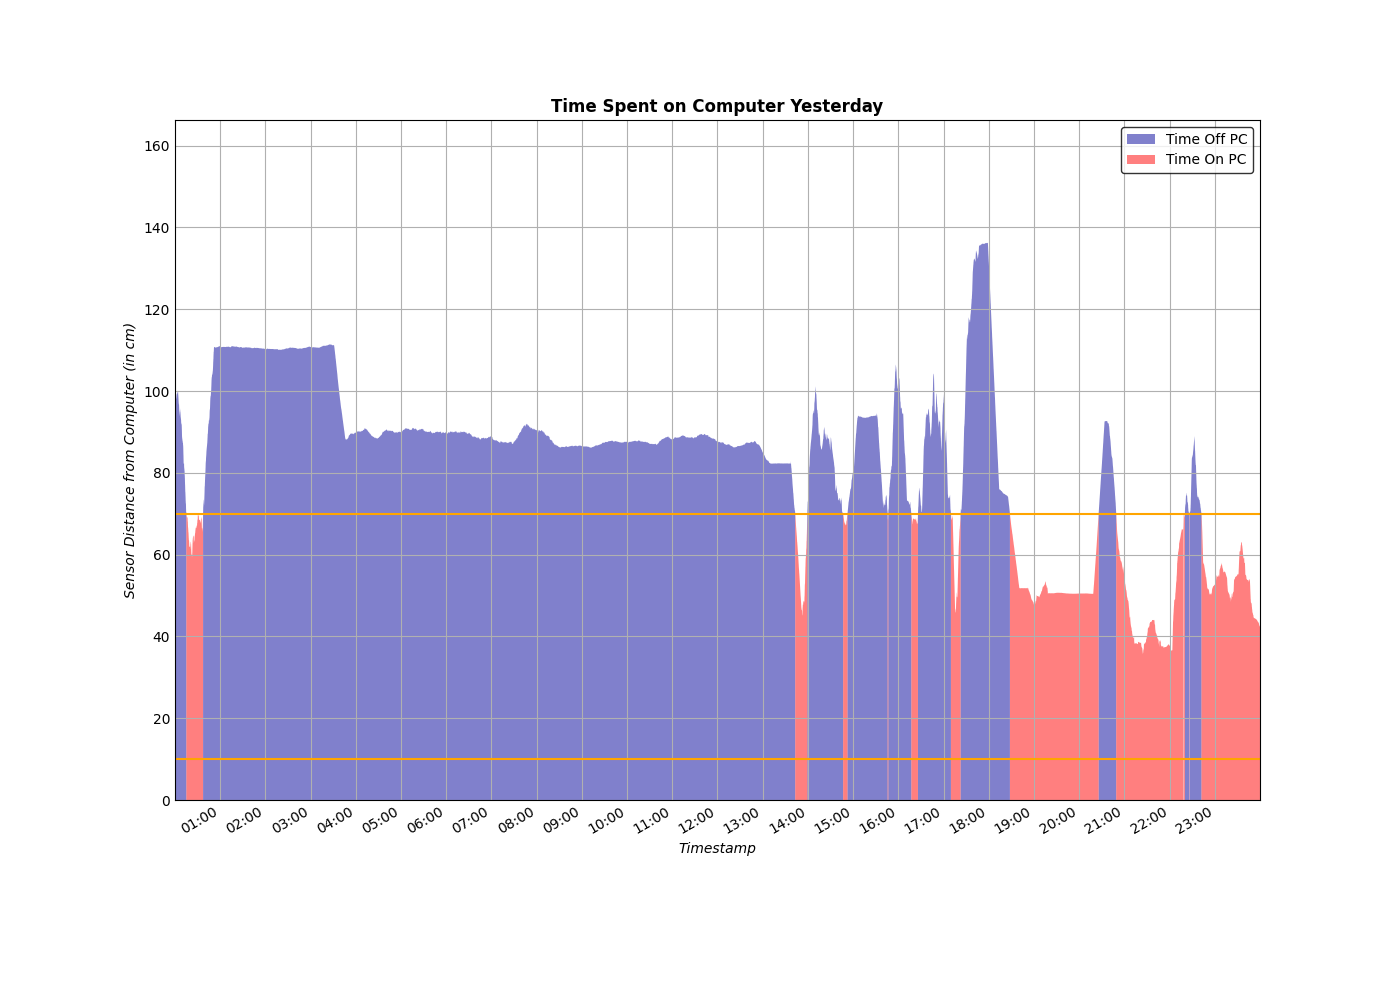 Time Spent on Computer Yesterday
Time Off PC
Time On PC
160
140
120
100
80
60
40
20
0
Sensor Distance from Computer (in cm)
01:00 02:00 03:00 04:00 05:00 06:00 07:00 08:00 09:00 10:00 11:00 12:00 13:00 14:00 15:00 16:00 17:00 18:00 19:00 20:00 21:00 22:00 23:00
Timestamp